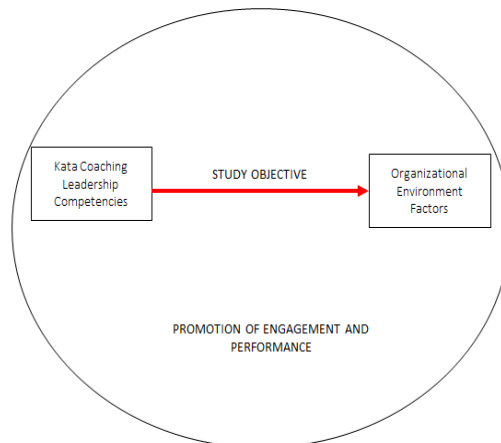 Kata Coaching
Leadership
Competencies
STUDY OBJECTIVE
Organizational
Environment
Factors
PROMOTION OF ENGAGEMENT AND
PERFORMANCE